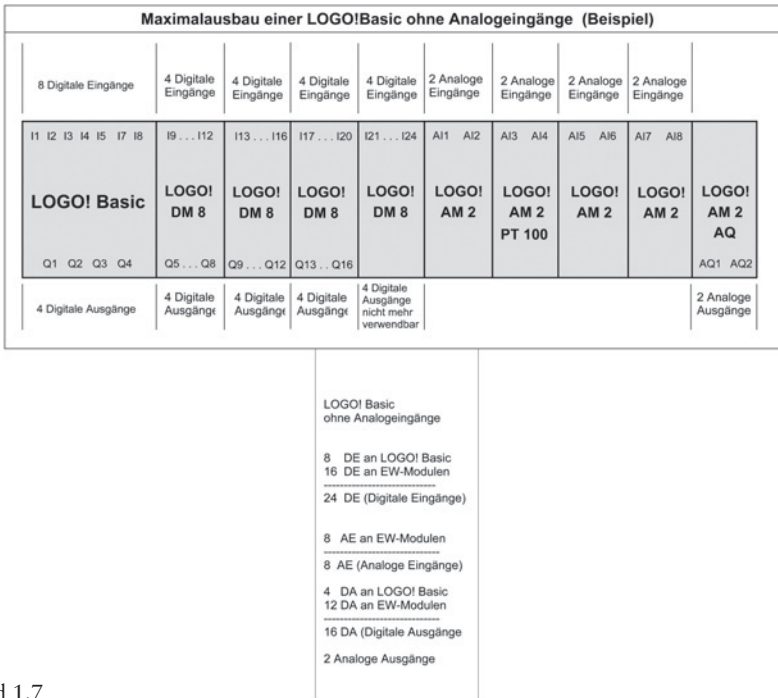 Maximalausbau einer LOGO!Basic ohne Analogeingänge (Beispiel)
8 Digitale Eingänge
4 Digitale
Eingänge
4 Digitale
Eingänge
4 Digitale
Eingänge
4 Digitale
Eingänge
2 Analoge
Eingänge
2 Analoge
Eingänge
2 Analoge
Eingänge
2 Analoge
Eingänge
I1 I2 I3 I4 I5 I7 I8
I9 . . . I12
I13 . . . I16
I17 . . . I20
I21 . . . I24
AI1 AI2
AI3 AI4
AI5 AI6
AI7 AI8
LOGO! Basic
LOGO!
DM 8
LOGO!
DM 8
LOGO!
DM 8
LOGO!
DM 8
LOGO!
AM 2
LOGO!
AM 2
PT 100
LOGO!
AM 2
LOGO!
AM 2
LOGO!
AM 2
AQ
Q1 Q2 Q3 Q4
Q5 . . . Q8
Q9 . . . Q12
Q13 . . Q16
AQ1 AQ2
4 Digitale Ausgänge
4 Digitale
Ausgänge
4 Digitale
Ausgänge
4 Digitale
Ausgänge
4 Digitale
Ausgänge
nicht mehr
verwendbar
2 Analoge
Ausgänge
LOGO! Basic
ohne Analogeingänge
8 DE an LOGO! Basic
16 DE an EW-Modulen
----------------------------
24 DE (Digitale Eingänge)
8 AE an EW-Modulen
-----------------------------
8 AE (Analoge Eingänge)
4 DA an LOGO! Basic
12 DA an EW-Modulen
-----------------------------
16 DA (Digitale Ausgänge
2 Analoge Ausgänge
1.7